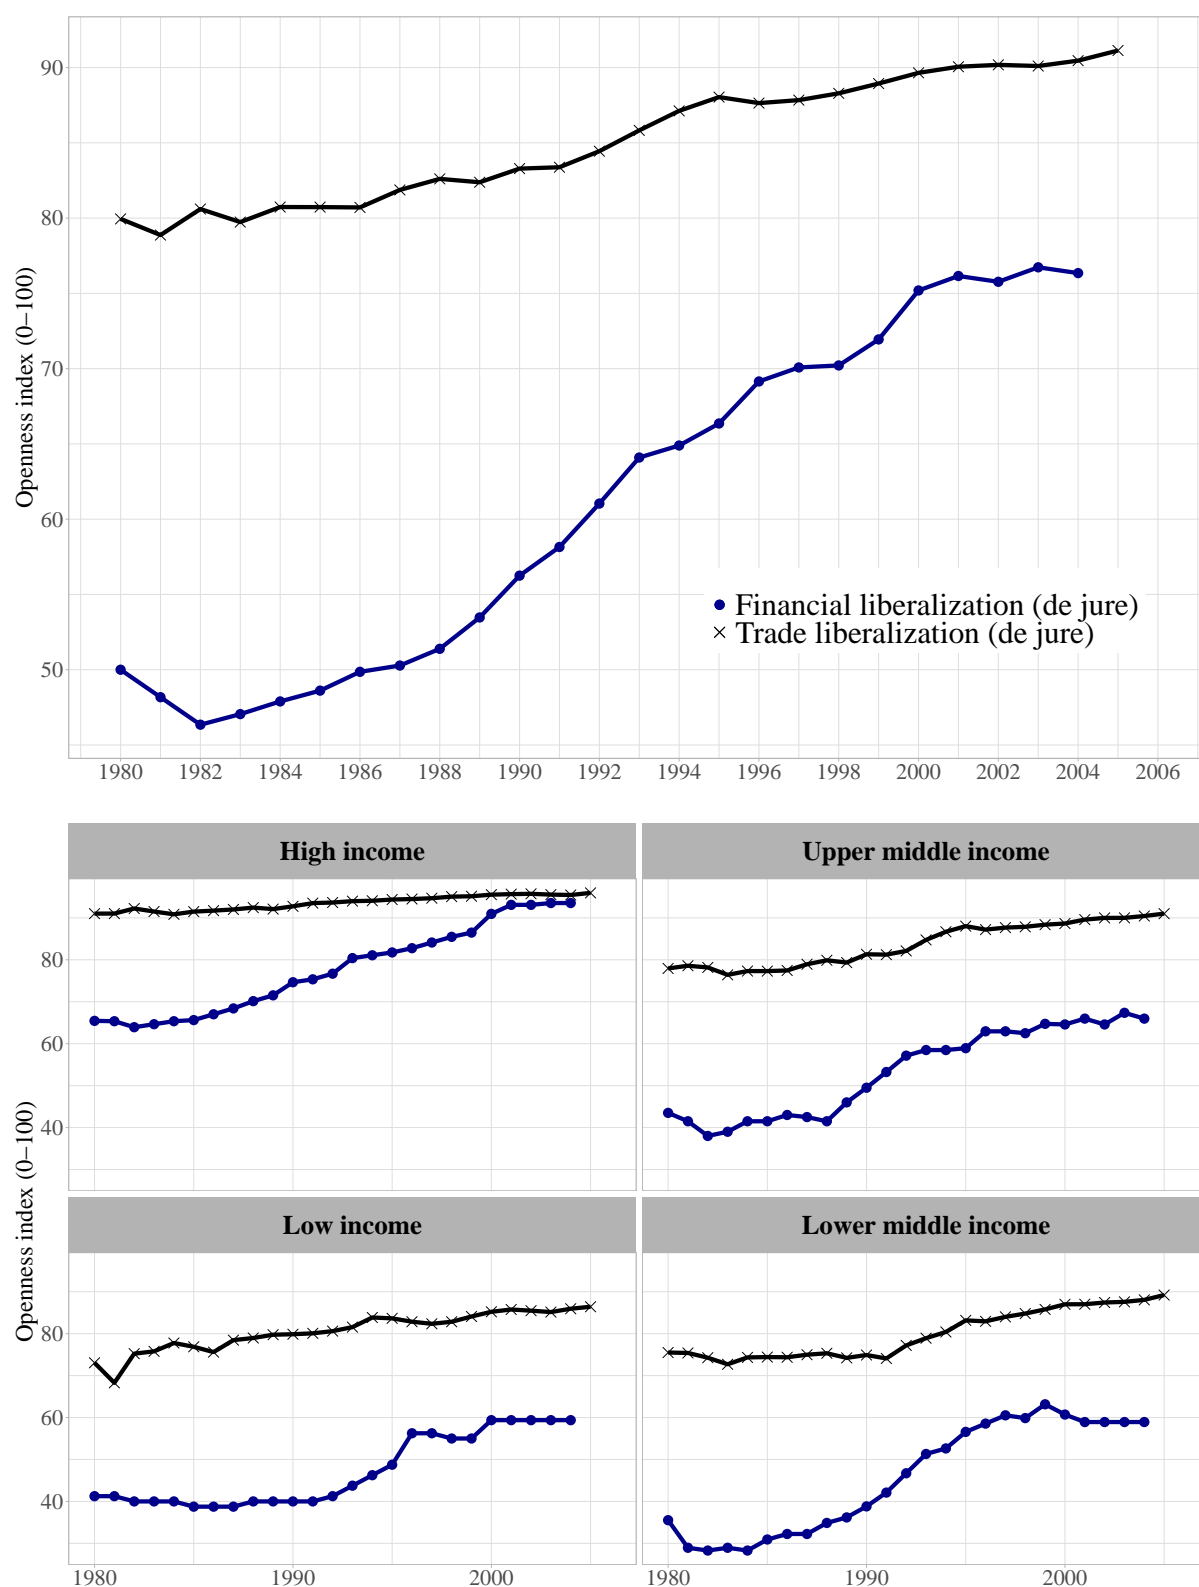 90
80
70
60
50
Openness index (0−100)
Financial liberalization (de jure)
Trade liberalization (de jure)
1980 1982 1984 1986 1988 1990 1992 1994 1996 1998 2000 2002 2004 2006
High income Upper middle income
80
60
40
Openness index (0−100)
Low income Lower middle income
80
60
40
1980 1990 2000 1980 1990 2000